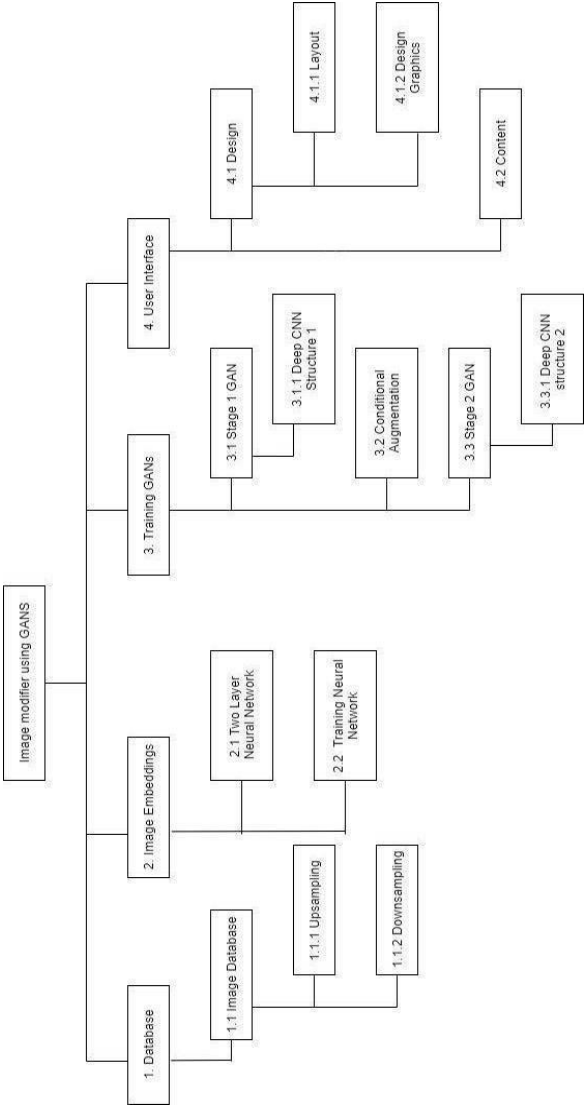 Image modifier using GANS
1. Database
1.1 Image Database
1.1.1 Upsampling
1.1.2 Downsampling
2. Image Embeddings
2.1 Two Layer
Neural Network
2.2 Training Neural
Network
3. Training GANs
3.1 Stage 1 GAN
3.1.1 Deep CNN
Structure 1
3.2 Conditional
Augmentation
3.3 Stage 2 GAN
3.3.1 Deep CNN
structure 2
4. User Interface
4.1 Design
4.1.1 Layout
4.1.2 Design
Graphics
4.2 Content